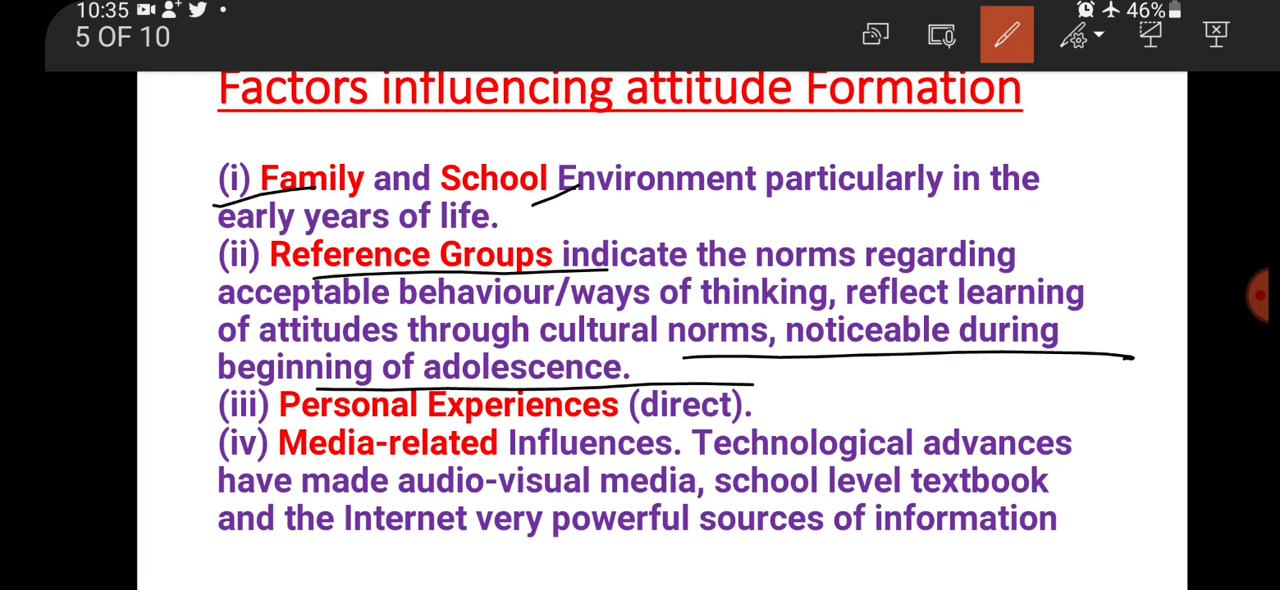 10:35
46%
5 OF 10
Factors influencing attitude Formation
(i) Family and School Environment particularly in the
early years of life.
(ii) Reference Groups indicate the norms regarding
acceptable behaviour/ways of thinking, reflect learning
of attitudes through cultural norms, noticeable during
beginning of adolescence.
(iii) Personal Experiences (direct).
(iv) Media-related Influences. Technological advances
have made audio-visual media, school level textbook
and the Internet very powerful sources of information